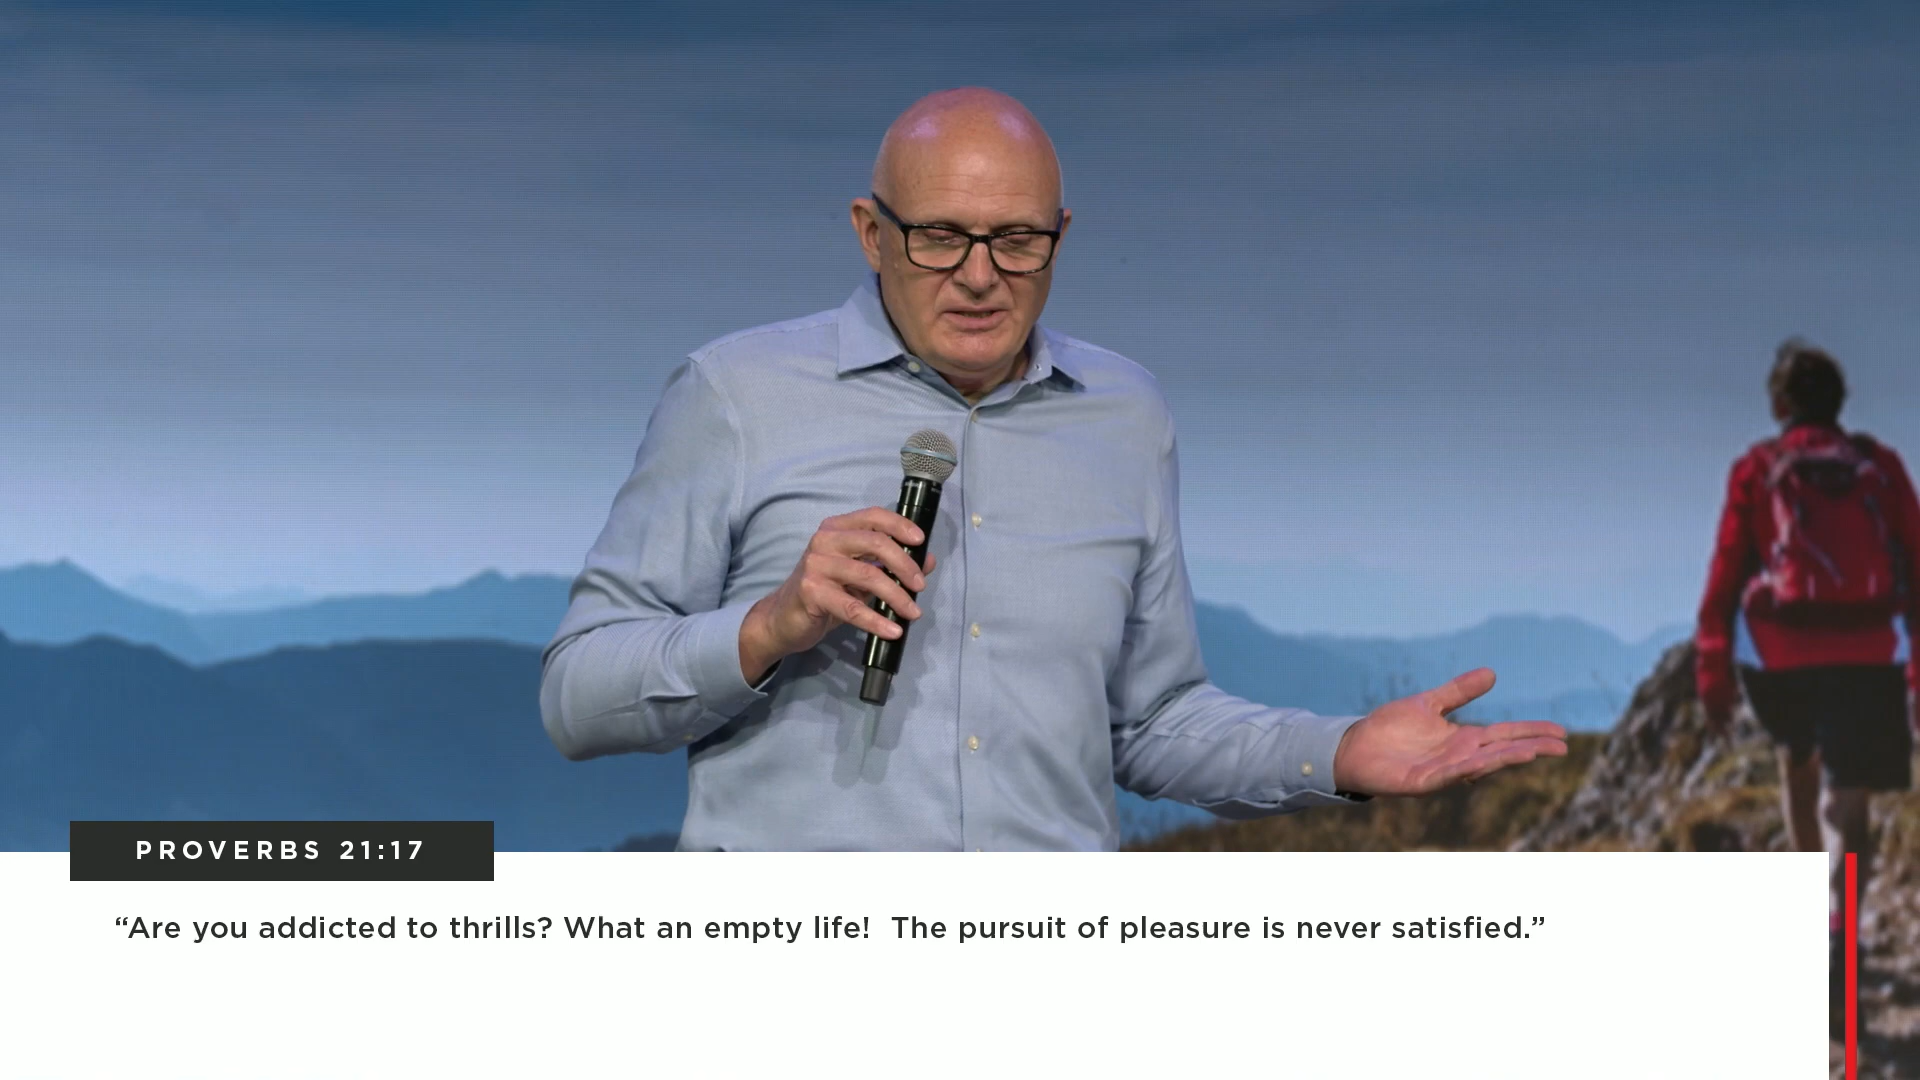 PROVERBS 21:17
“Are you addicted to thrills? What an empty life!  The pursuit of pleasure is never satisfied.”